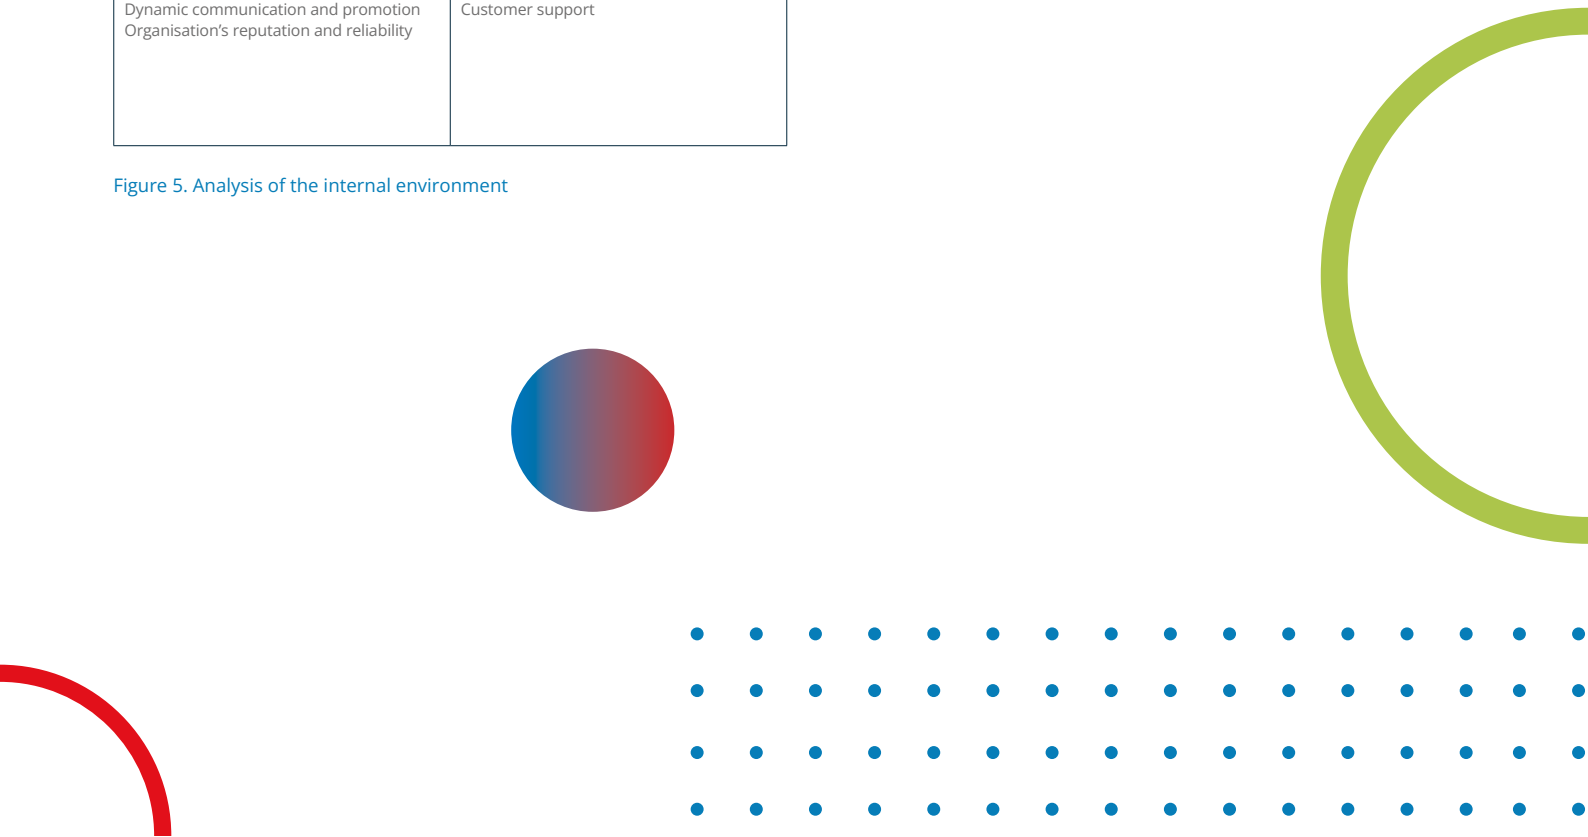 Dynamic communication and promotion
Organisation’s reputation and reliability
Customer support
Figure 5. Analysis of the internal environment